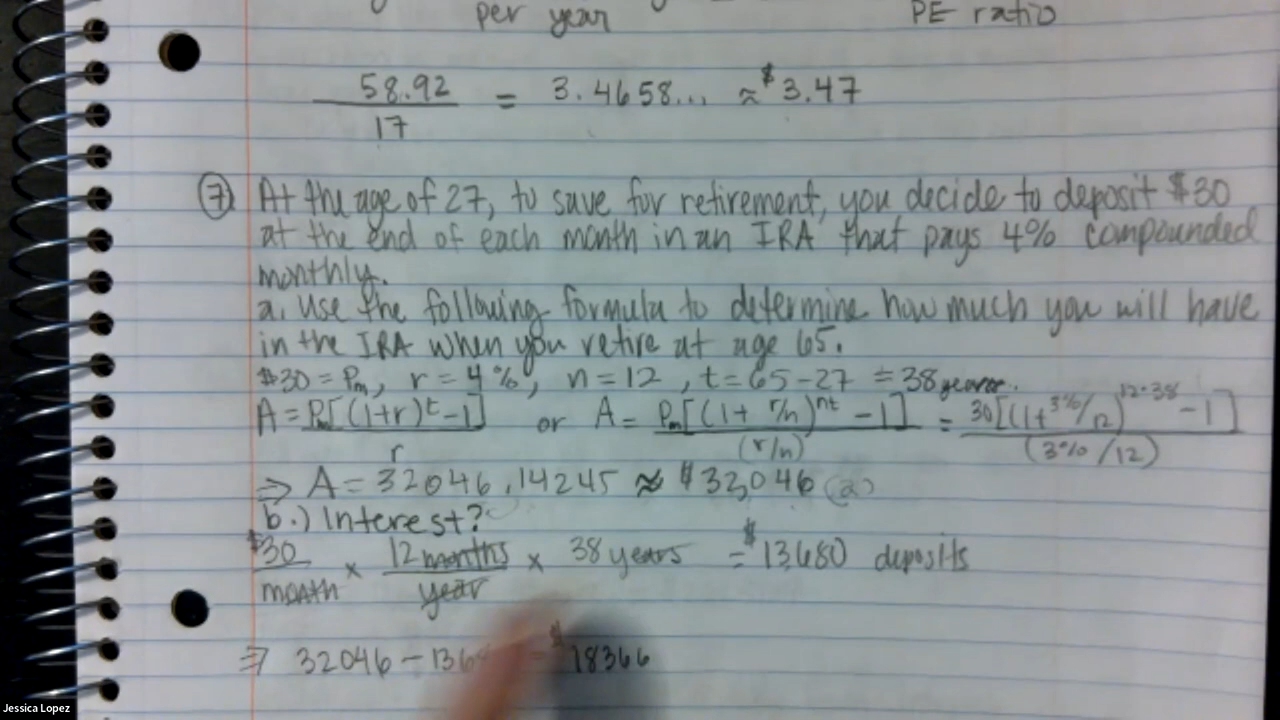 per year PE ratio
58.92 / 17 = 3.4658... ≈ $3.47
⑦ At the age of 27, to save for retirement, you decide to deposit $30
at the end of each month in an IRA that pays 4% compounded
monthly.
a. Use the following formula to determine how much you will have
in the IRA when you retire at age 65.
$30 = Pm, r = 4%, n = 12, t = 65-27 = 38 years.
A = P[(1+r)^t -1] / r or A = Pm[(1+ r/n)^nt -1] / (r/n) = 30[(1+ 3%/12)^12·38 -1] / (3%/12)
⇒ A = 32046.14245 ≈ $32,046 (a)
b.) Interest?
$30 / month × 12 months / year × 38 years = $13,680 deposits
⇒ 32046 - 136 = $18366
Jessica Lopez